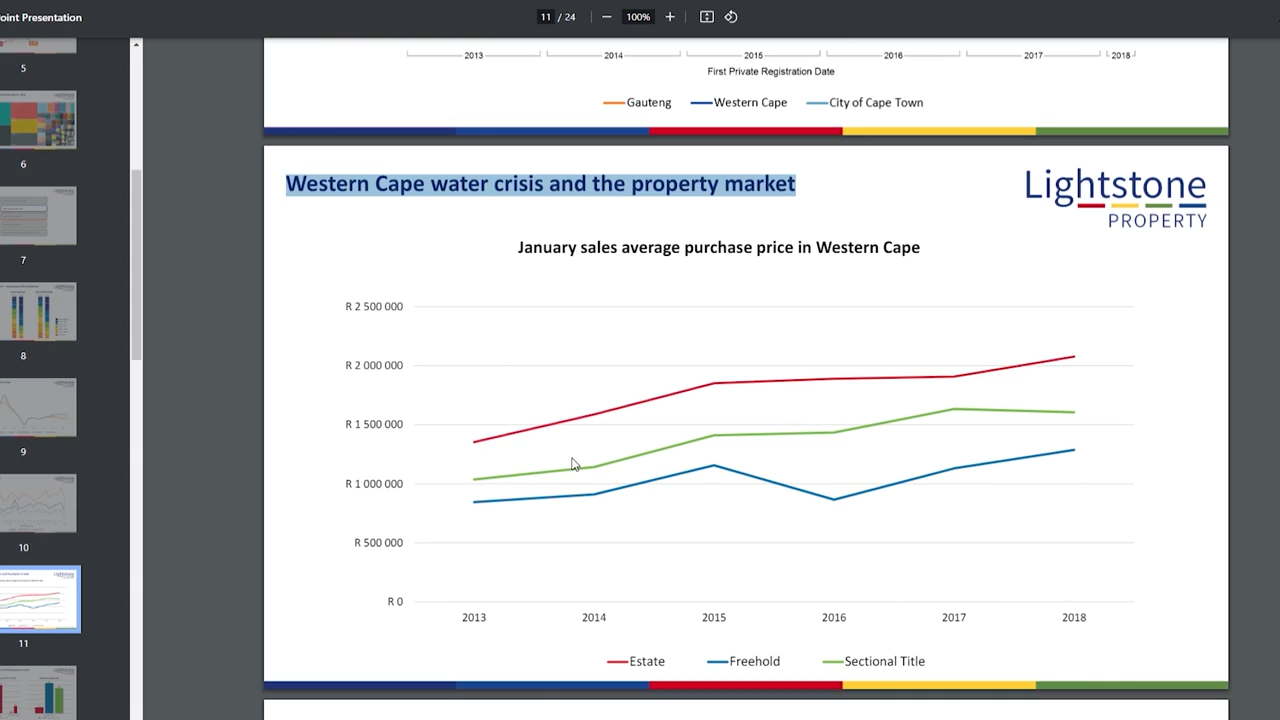 oint Presentation
11 / 24
100%
5
6
7
8
9
10
11
2013 2014 2015 2016 2017 2018
First Private Registration Date
Gauteng Western Cape City of Cape Town
Western Cape water crisis and the property market
Lightstone
PROPERTY
January sales average purchase price in Western Cape
R 2 500 000
R 2 000 000
R 1 500 000
R 1 000 000
R 500 000
R 0
2013 2014 2015 2016 2017 2018
Estate Freehold Sectional Title